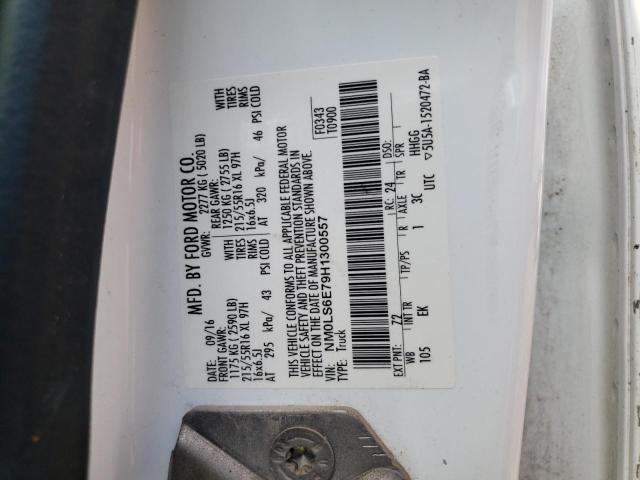 MFD. BY FORD MOTOR CO.
DATE: 09/16 GVWR: 2277 KG ( 5020 LB)
FRONT GAWR: REAR GAWR:
1175 KG ( 2590 LB) WITH 1250 KG ( 2755 LB) WITH
215/55R16 XL 97H TIRES 215/55R16 XL 97H TIRES
16x6.5J RIMS 16x6.5J RIMS
AT 295 kPa/ 43 PSI COLD AT 320 kPa/ 46 PSI COLD
THIS VEHICLE CONFORMS TO ALL APPLICABLE FEDERAL MOTOR
VEHICLE SAFETY AND THEFT PREVENTION STANDARDS IN
EFFECT ON THE DATE OF MANUFACTURE SHOWN ABOVE.
VIN: NM0LS6E79H1300557 F0343
TYPE: Truck T0900
EXT PNT: Z2 RC: 24 DSO:
WB INT TR TP/PS R AXLE TR SPR
105 EK 1 3C HHGG
UTC ▽5U5A-1520472-BA